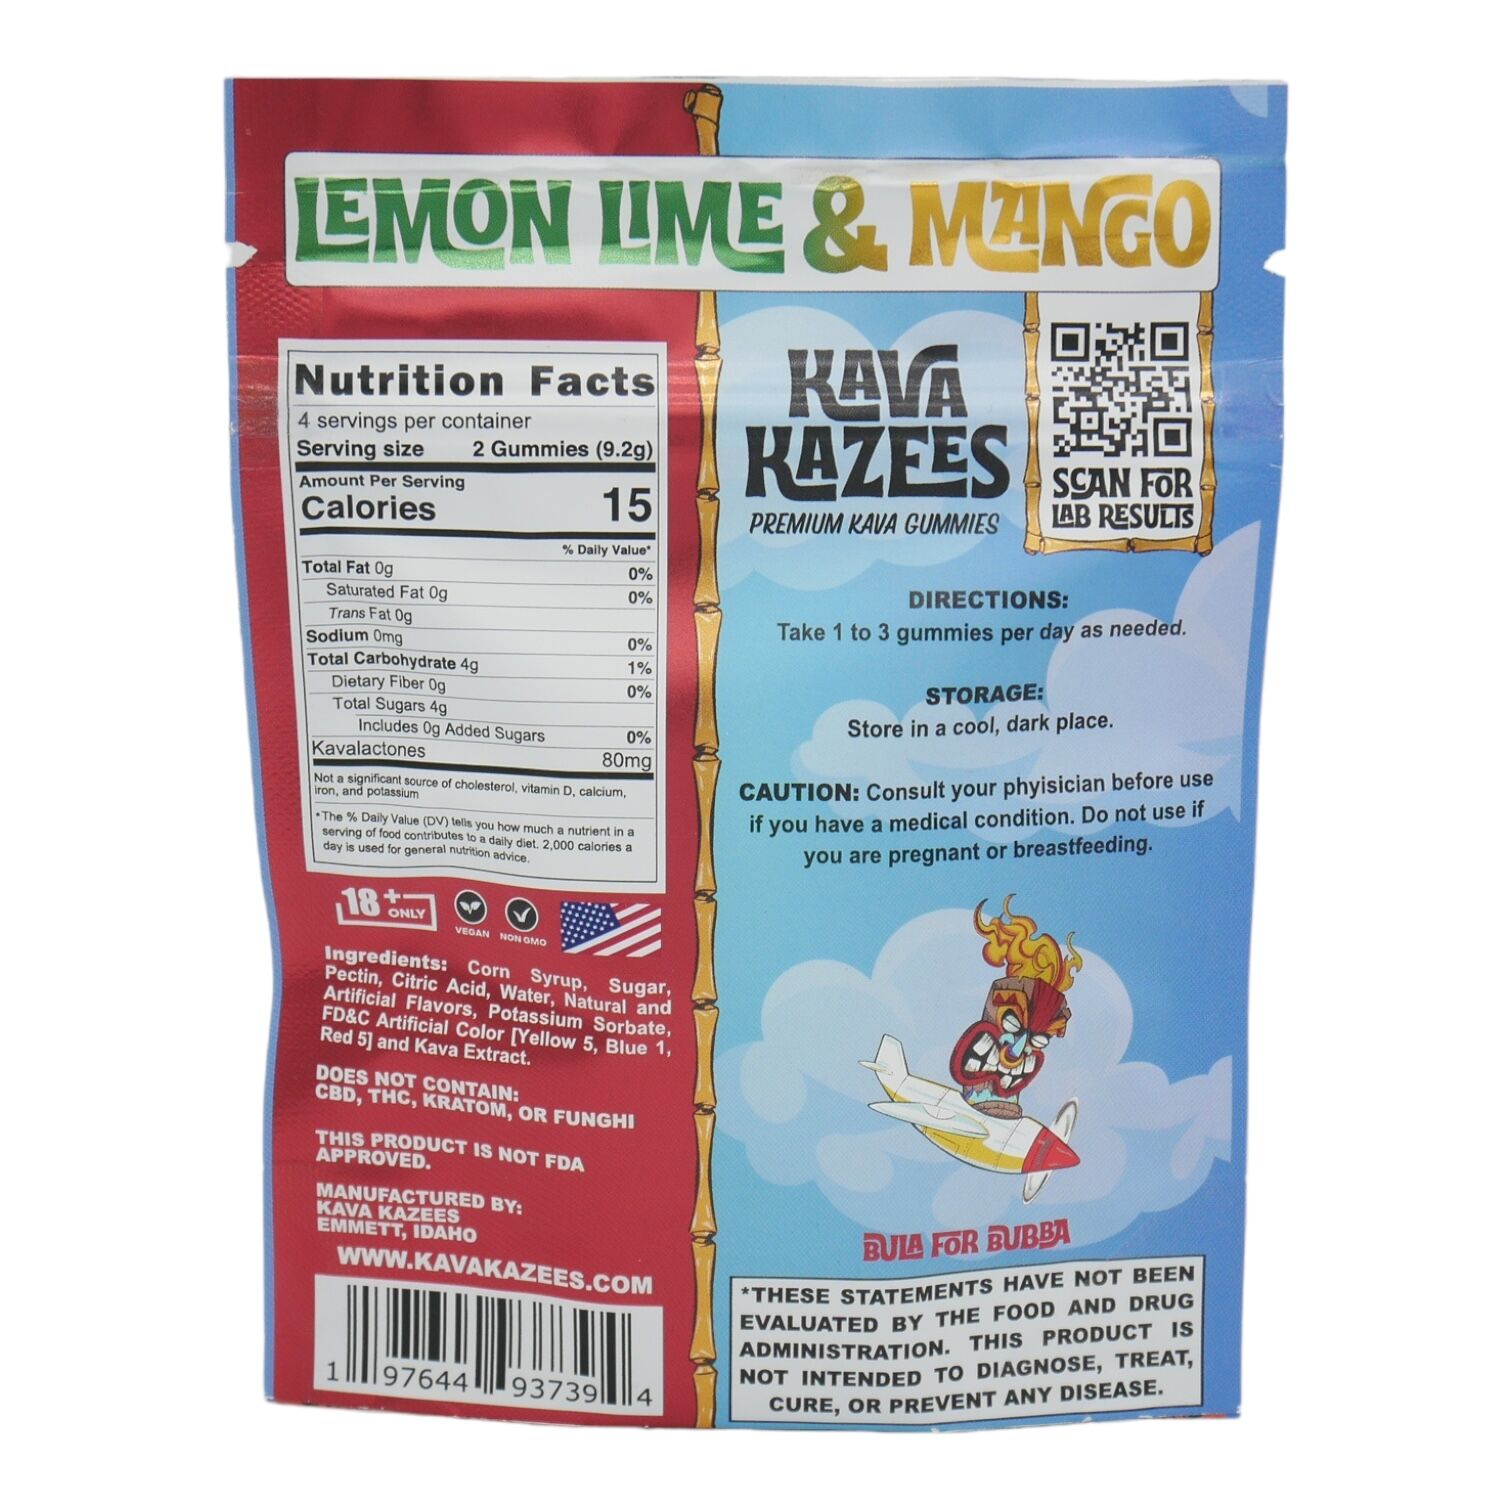 LEMON LIME & MANGO
Nutrition Facts
4 servings per container
Serving size 2 Gummies (9.2g)
Amount Per Serving
Calories 15
% Daily Value*
Total Fat 0g 0%
Saturated Fat 0g 0%
Trans Fat 0g
Sodium 0mg 0%
Total Carbohydrate 4g 1%
Dietary Fiber 0g 0%
Total Sugars 4g
Includes 0g Added Sugars 0%
Kavalactones 80mg
Not a significant source of cholesterol, vitamin D, calcium,
iron, and potassium
*The % Daily Value (DV) tells you how much a nutrient in a
serving of food contributes to a daily diet. 2,000 calories a
day is used for general nutrition advice.
18+ ONLY
VEGAN
NON GMO
Ingredients: Corn Syrup, Sugar,
Pectin, Citric Acid, Water, Natural and
Artificial Flavors, Potassium Sorbate,
FD&C Artificial Color [Yellow 5, Blue 1,
Red 5] and Kava Extract.
DOES NOT CONTAIN:
CBD, THC, KRATOM, OR FUNGHI
THIS PRODUCT IS NOT FDA
APPROVED.
MANUFACTURED BY:
KAVA KAZEES
EMMETT, IDAHO
WWW.KAVAKAZEES.COM
1 97644 93739 4
KAVA
KAZEES
PREMIUM KAVA GUMMIES
SCAN FOR
LAB RESULTS
DIRECTIONS:
Take 1 to 3 gummies per day as needed.
STORAGE:
Store in a cool, dark place.
CAUTION: Consult your phyisician before use
if you have a medical condition. Do not use if
you are pregnant or breastfeeding.
BULA FOR BUBBA
*THESE STATEMENTS HAVE NOT BEEN
EVALUATED BY THE FOOD AND DRUG
ADMINISTRATION. THIS PRODUCT IS
NOT INTENDED TO DIAGNOSE, TREAT,
CURE, OR PREVENT ANY DISEASE.